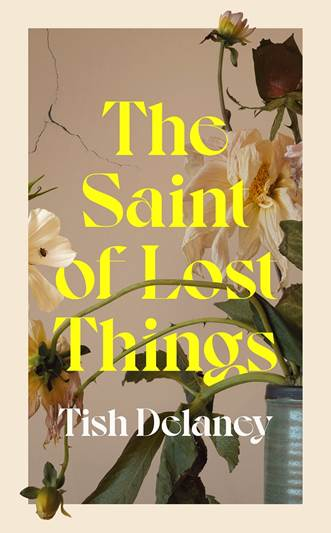 The
Saint
of Lost
Things
Tish Delaney